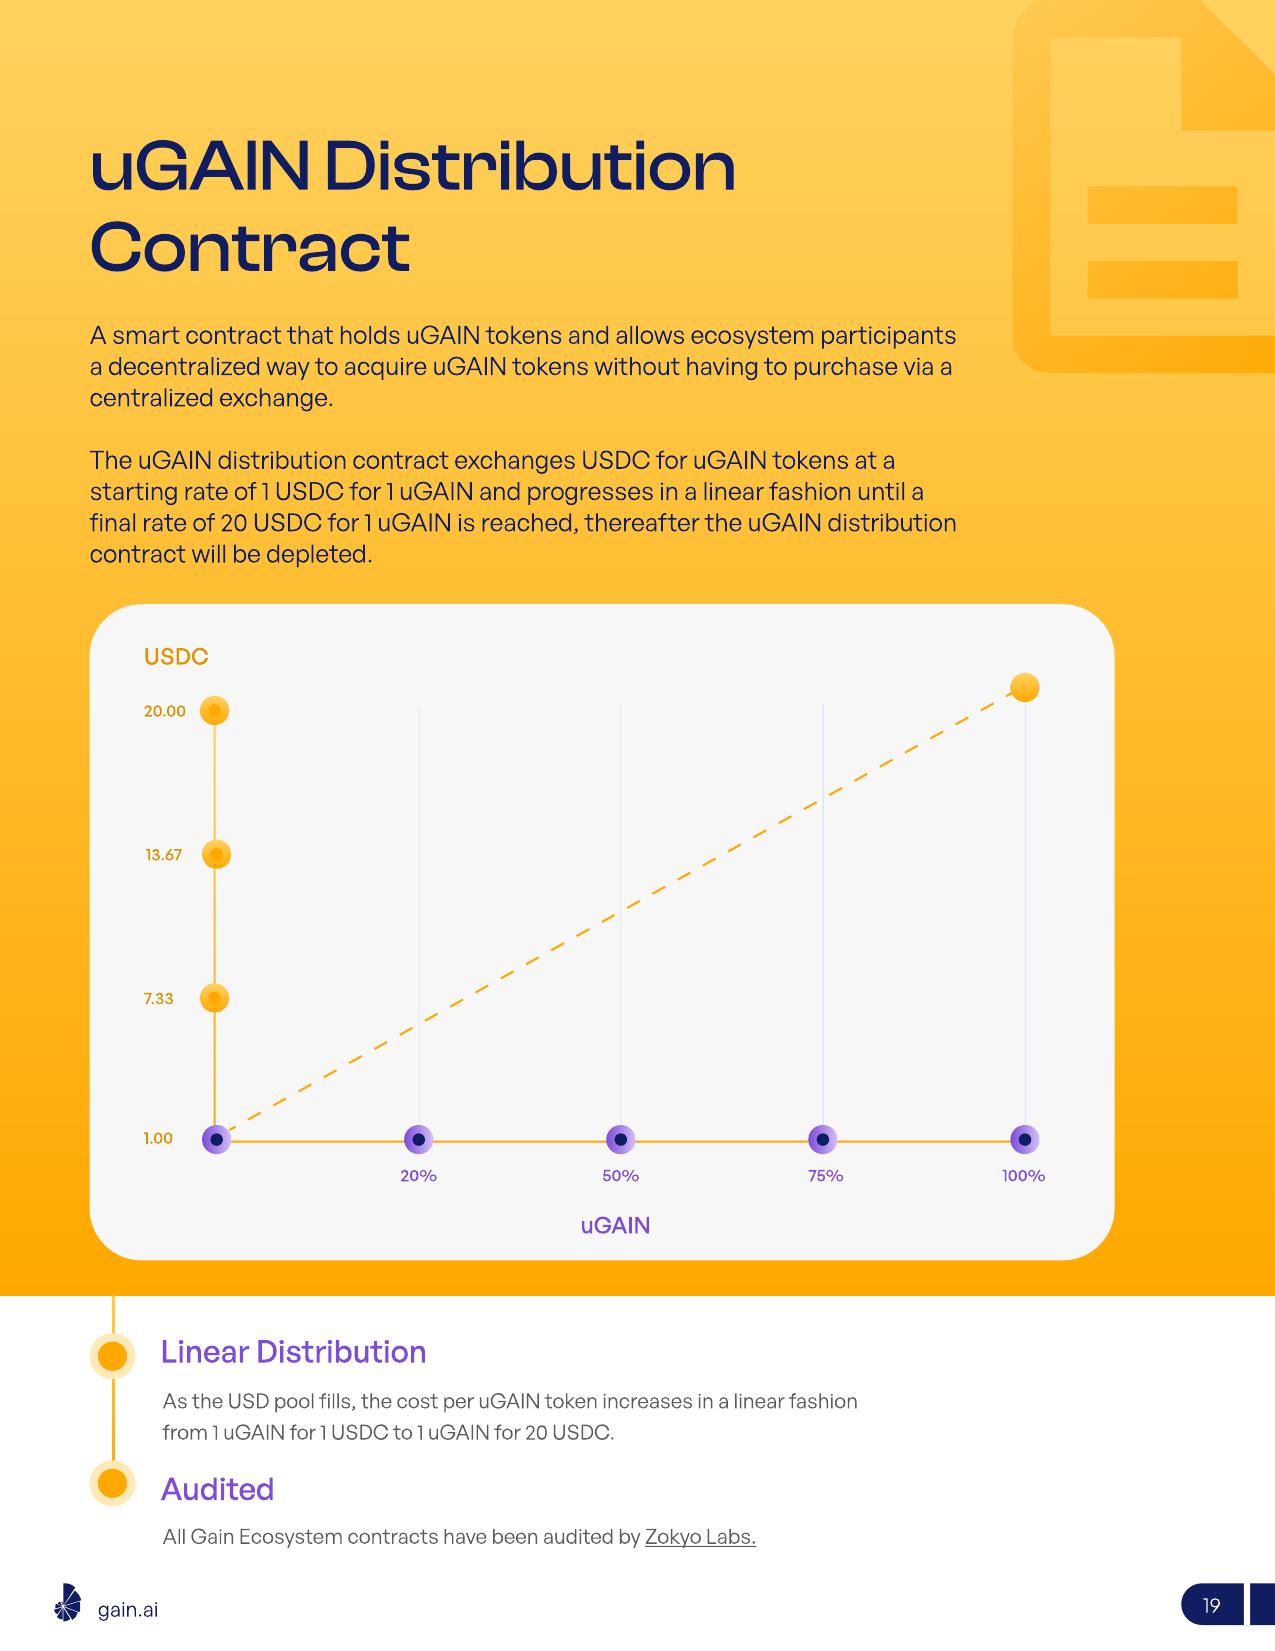 uGAIN Distribution
Contract
A smart contract that holds uGAIN tokens and allows ecosystem participants
a decentralized way to acquire uGAIN tokens without having to purchase via a
centralized exchange.
The uGAIN distribution contract exchanges USDC for uGAIN tokens at a
starting rate of 1 USDC for 1 uGAIN and progresses in a linear fashion until a
final rate of 20 USDC for 1 uGAIN is reached, thereafter the uGAIN distribution
contract will be depleted.
USDC
20.00
13.67
7.33
1.00
20% 50% 75% 100%
uGAIN
Linear Distribution
As the USD pool fills, the cost per uGAIN token increases in a linear fashion
from 1 uGAIN for 1 USDC to 1 uGAIN for 20 USDC.
Audited
All Gain Ecosystem contracts have been audited by Zokyo Labs.
gain.ai
19